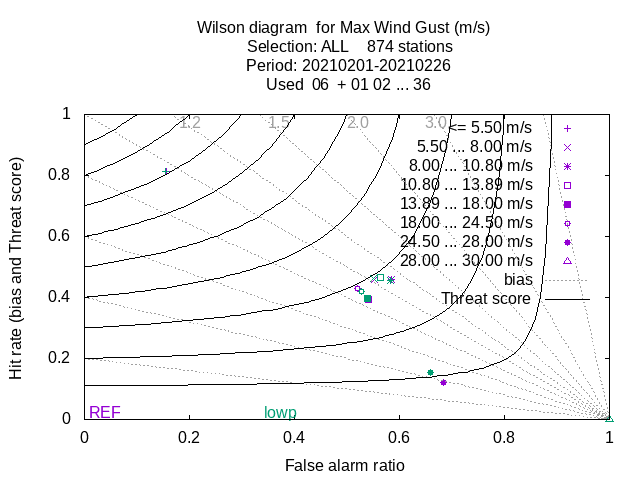 Wilson diagram  for Max Wind Gust (m/s)
Selection: ALL    874 stations
Period: 20210201-20210226
Used  06  + 01 02 ... 36
1
1.2
1.5
2.0
3.0
<= 5.50 m/s
5.50 ... 8.00 m/s
8.00 ... 10.80 m/s
10.80 ... 13.89 m/s
13.89 ... 18.00 m/s
18.00 ... 24.50 m/s
24.50 ... 28.00 m/s
28.00 ... 30.00 m/s
bias
Threat score
0.8
0.6
0.4
0.2
0
Hit rate (bias and Threat score)
REF
lowp
0
0.2
0.4
0.6
0.8
1
False alarm ratio